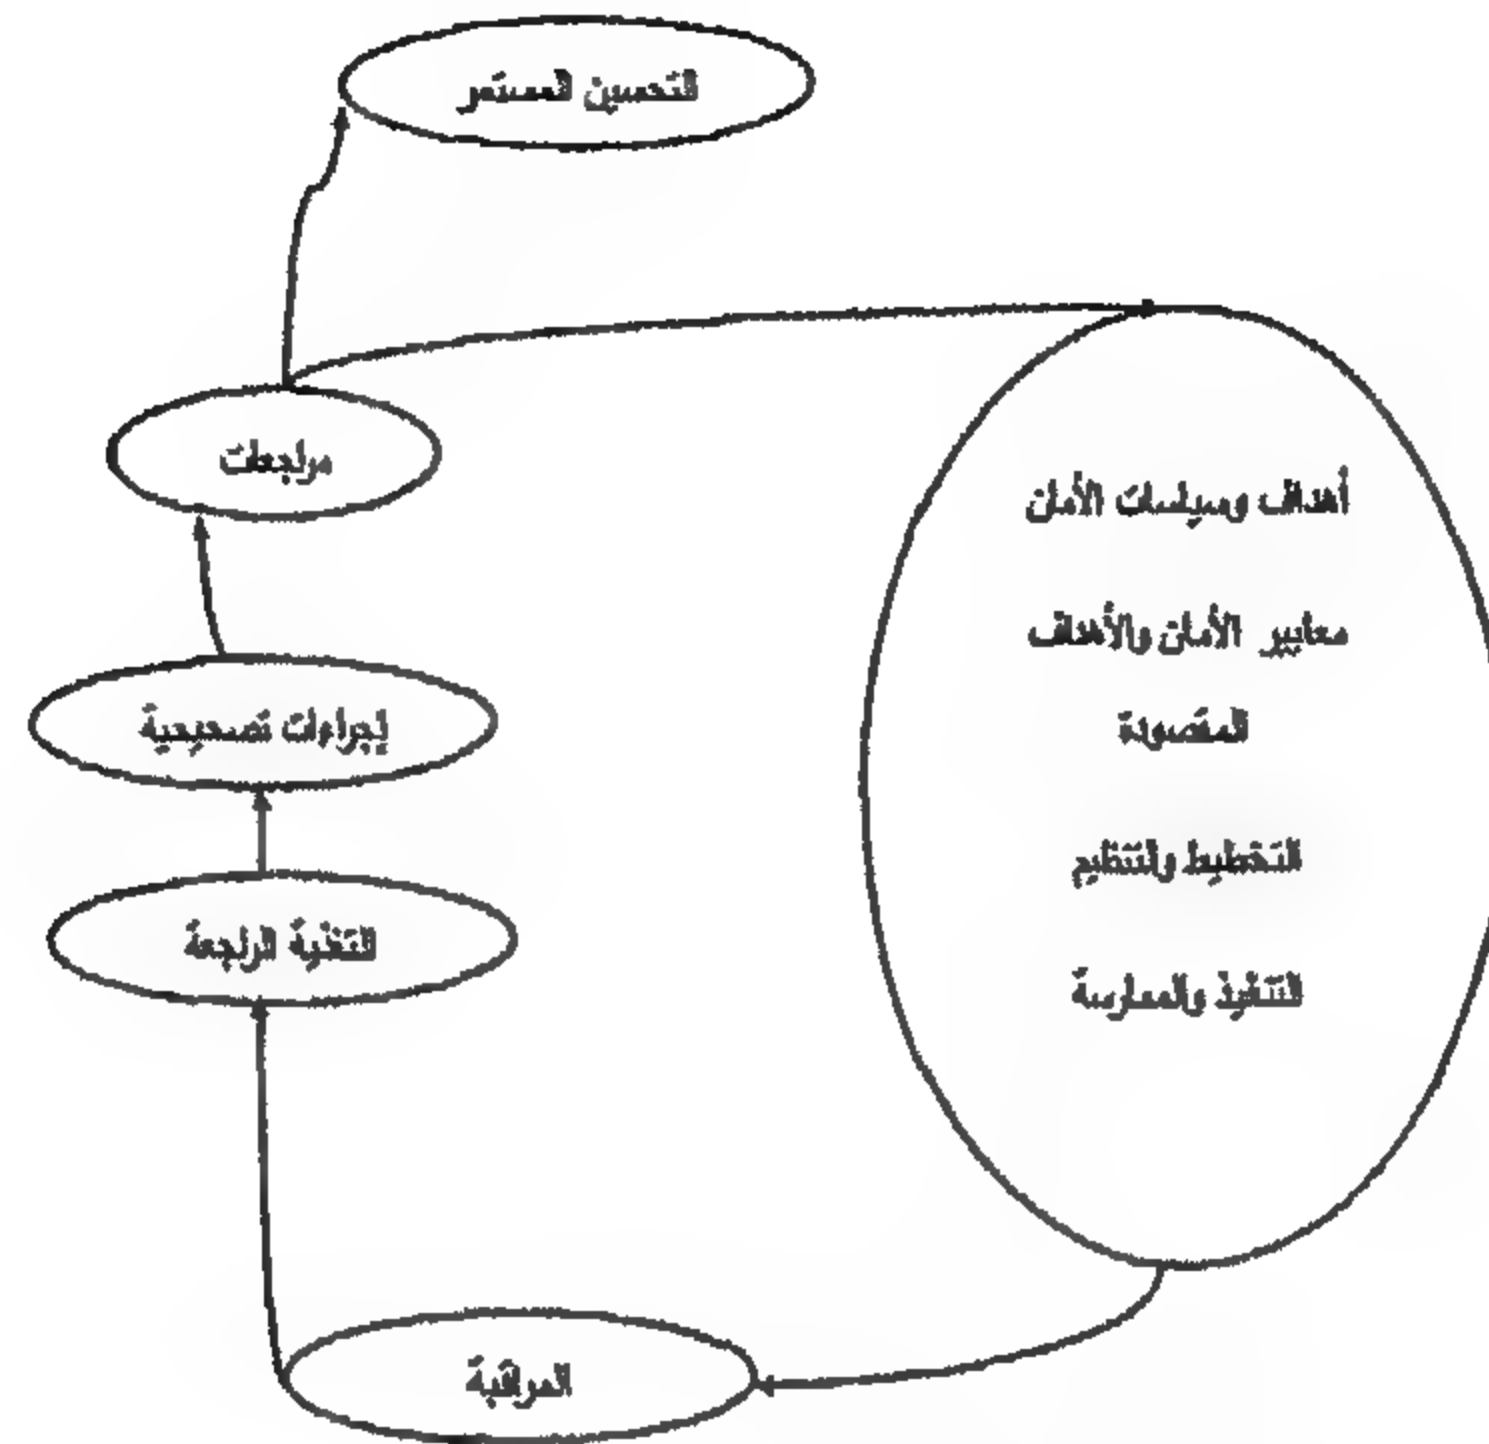 التحسين المستمر
مراجعات
أهداف وسياسات الأمان
معايير الأمان والأهداف
المقصودة
إجراءات تصحيحية
التخطيط والتنظيم
التغذية الراجعة
التنفيذ والممارسة
المراقبة